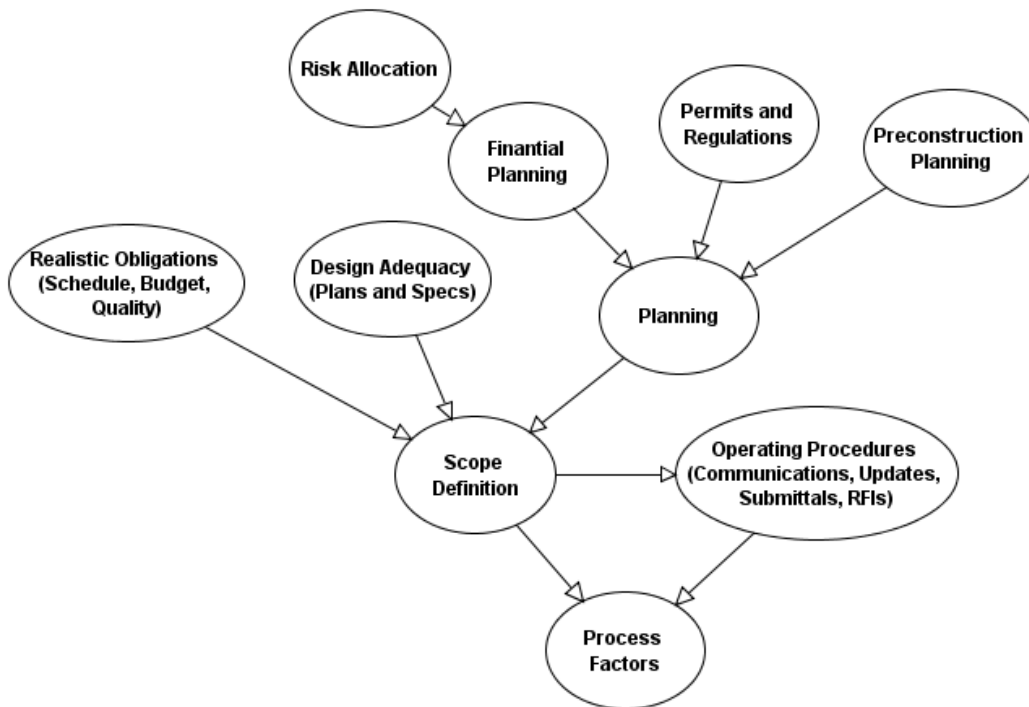 Risk Allocation
Finantial
Planning
Permits and
Regulations
Preconstruction
Planning
Realistic Obligations
(Schedule, Budget,
Quality)
Design Adequacy
(Plans and Specs)
Planning
Scope
Definition
Operating Procedures
(Communications, Updates,
Submittals, RFIs)
Process
Factors